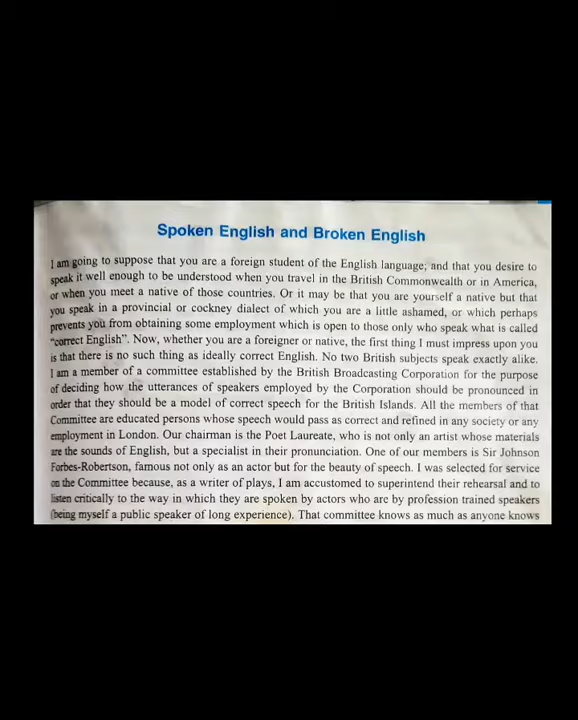 Spoken English and Broken English
I am going to suppose that you are a foreign student of the English language; and that you desire to
speak it well enough to be understood when you travel in the British Commonwealth or in America,
or when you meet a native of those countries. Or it may be that you are yourself a native but that
you speak in a provincial or cockney dialect of which you are a little ashamed, or which perhaps
prevents you from obtaining some employment which is open to those only who speak what is called
“correct English”. Now, whether you are a foreigner or native, the first thing I must impress upon you
is that there is no such thing as ideally correct English. No two British subjects speak exactly alike.
I am a member of a committee established by the British Broadcasting Corporation for the purpose
of deciding how the utterances of speakers employed by the Corporation should be pronounced in
order that they should be a model of correct speech for the British Islands. All the members of that
Committee are educated persons whose speech would pass as correct and refined in any society or any
employment in London. Our chairman is the Poet Laureate, who is not only an artist whose materials
are the sounds of English, but a specialist in their pronunciation. One of our members is Sir Johnson
Forbes-Robertson, famous not only as an actor but for the beauty of speech. I was selected for service
on the Committee because, as a writer of plays, I am accustomed to superintend their rehearsal and to
listen critically to the way in which they are spoken by actors who are by profession trained speakers
(being myself a public speaker of long experience). That committee knows as much as anyone knows